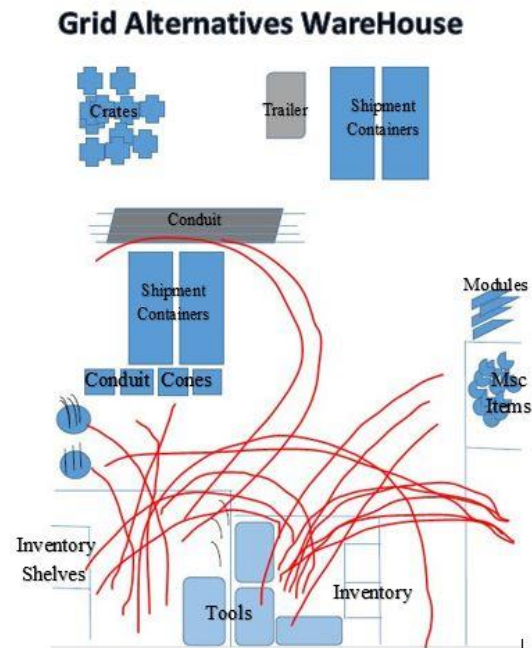 Grid Alternatives WareHouse
Crates
Trailer
Shipment
Containers
Conduit
Shipment
Containers
Modules
Conduit
Cones
Msc
Items
Inventory
Shelves
Tools
Inventory